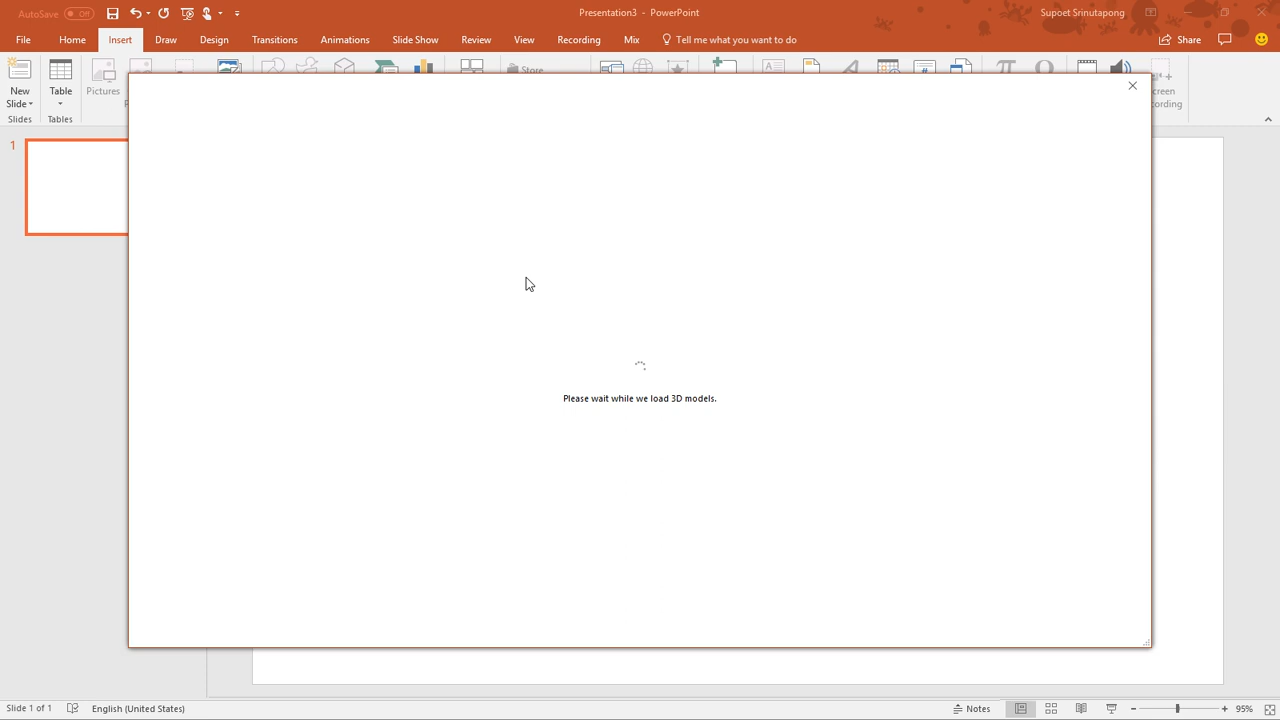 AutoSave Off
Presentation3 - PowerPoint
Supoet Srinutapong
File Home Insert Draw Design Transitions Animations Slide Show Review View Recording Mix Tell me what you want to do Share
Store
New
Slide
Table
Pictures
creen
cording
Slides
Tables
1
Please wait while we load 3D models.
Slide 1 of 1
English (United States)
Notes
95%